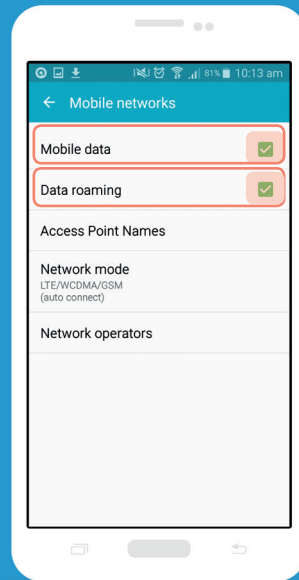 81% 10:13 am
Mobile networks
Mobile data
Data roaming
Access Point Names
Network mode
LTE/WCDMA/GSM
(auto connect)
Network operators